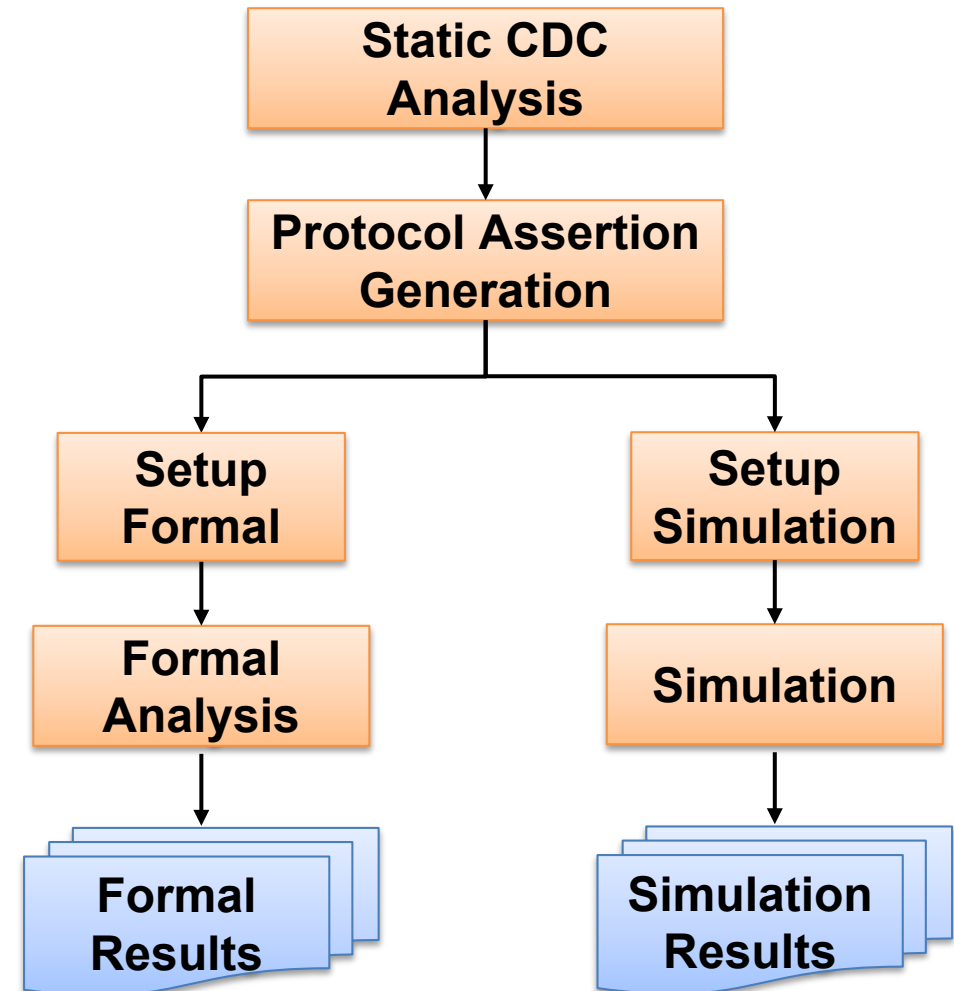 Static CDC
Analysis
Protocol Assertion
Generation
Setup
Formal
Setup
Simulation
Formal
Analysis
Simulation
Formal
Results
Simulation
Results